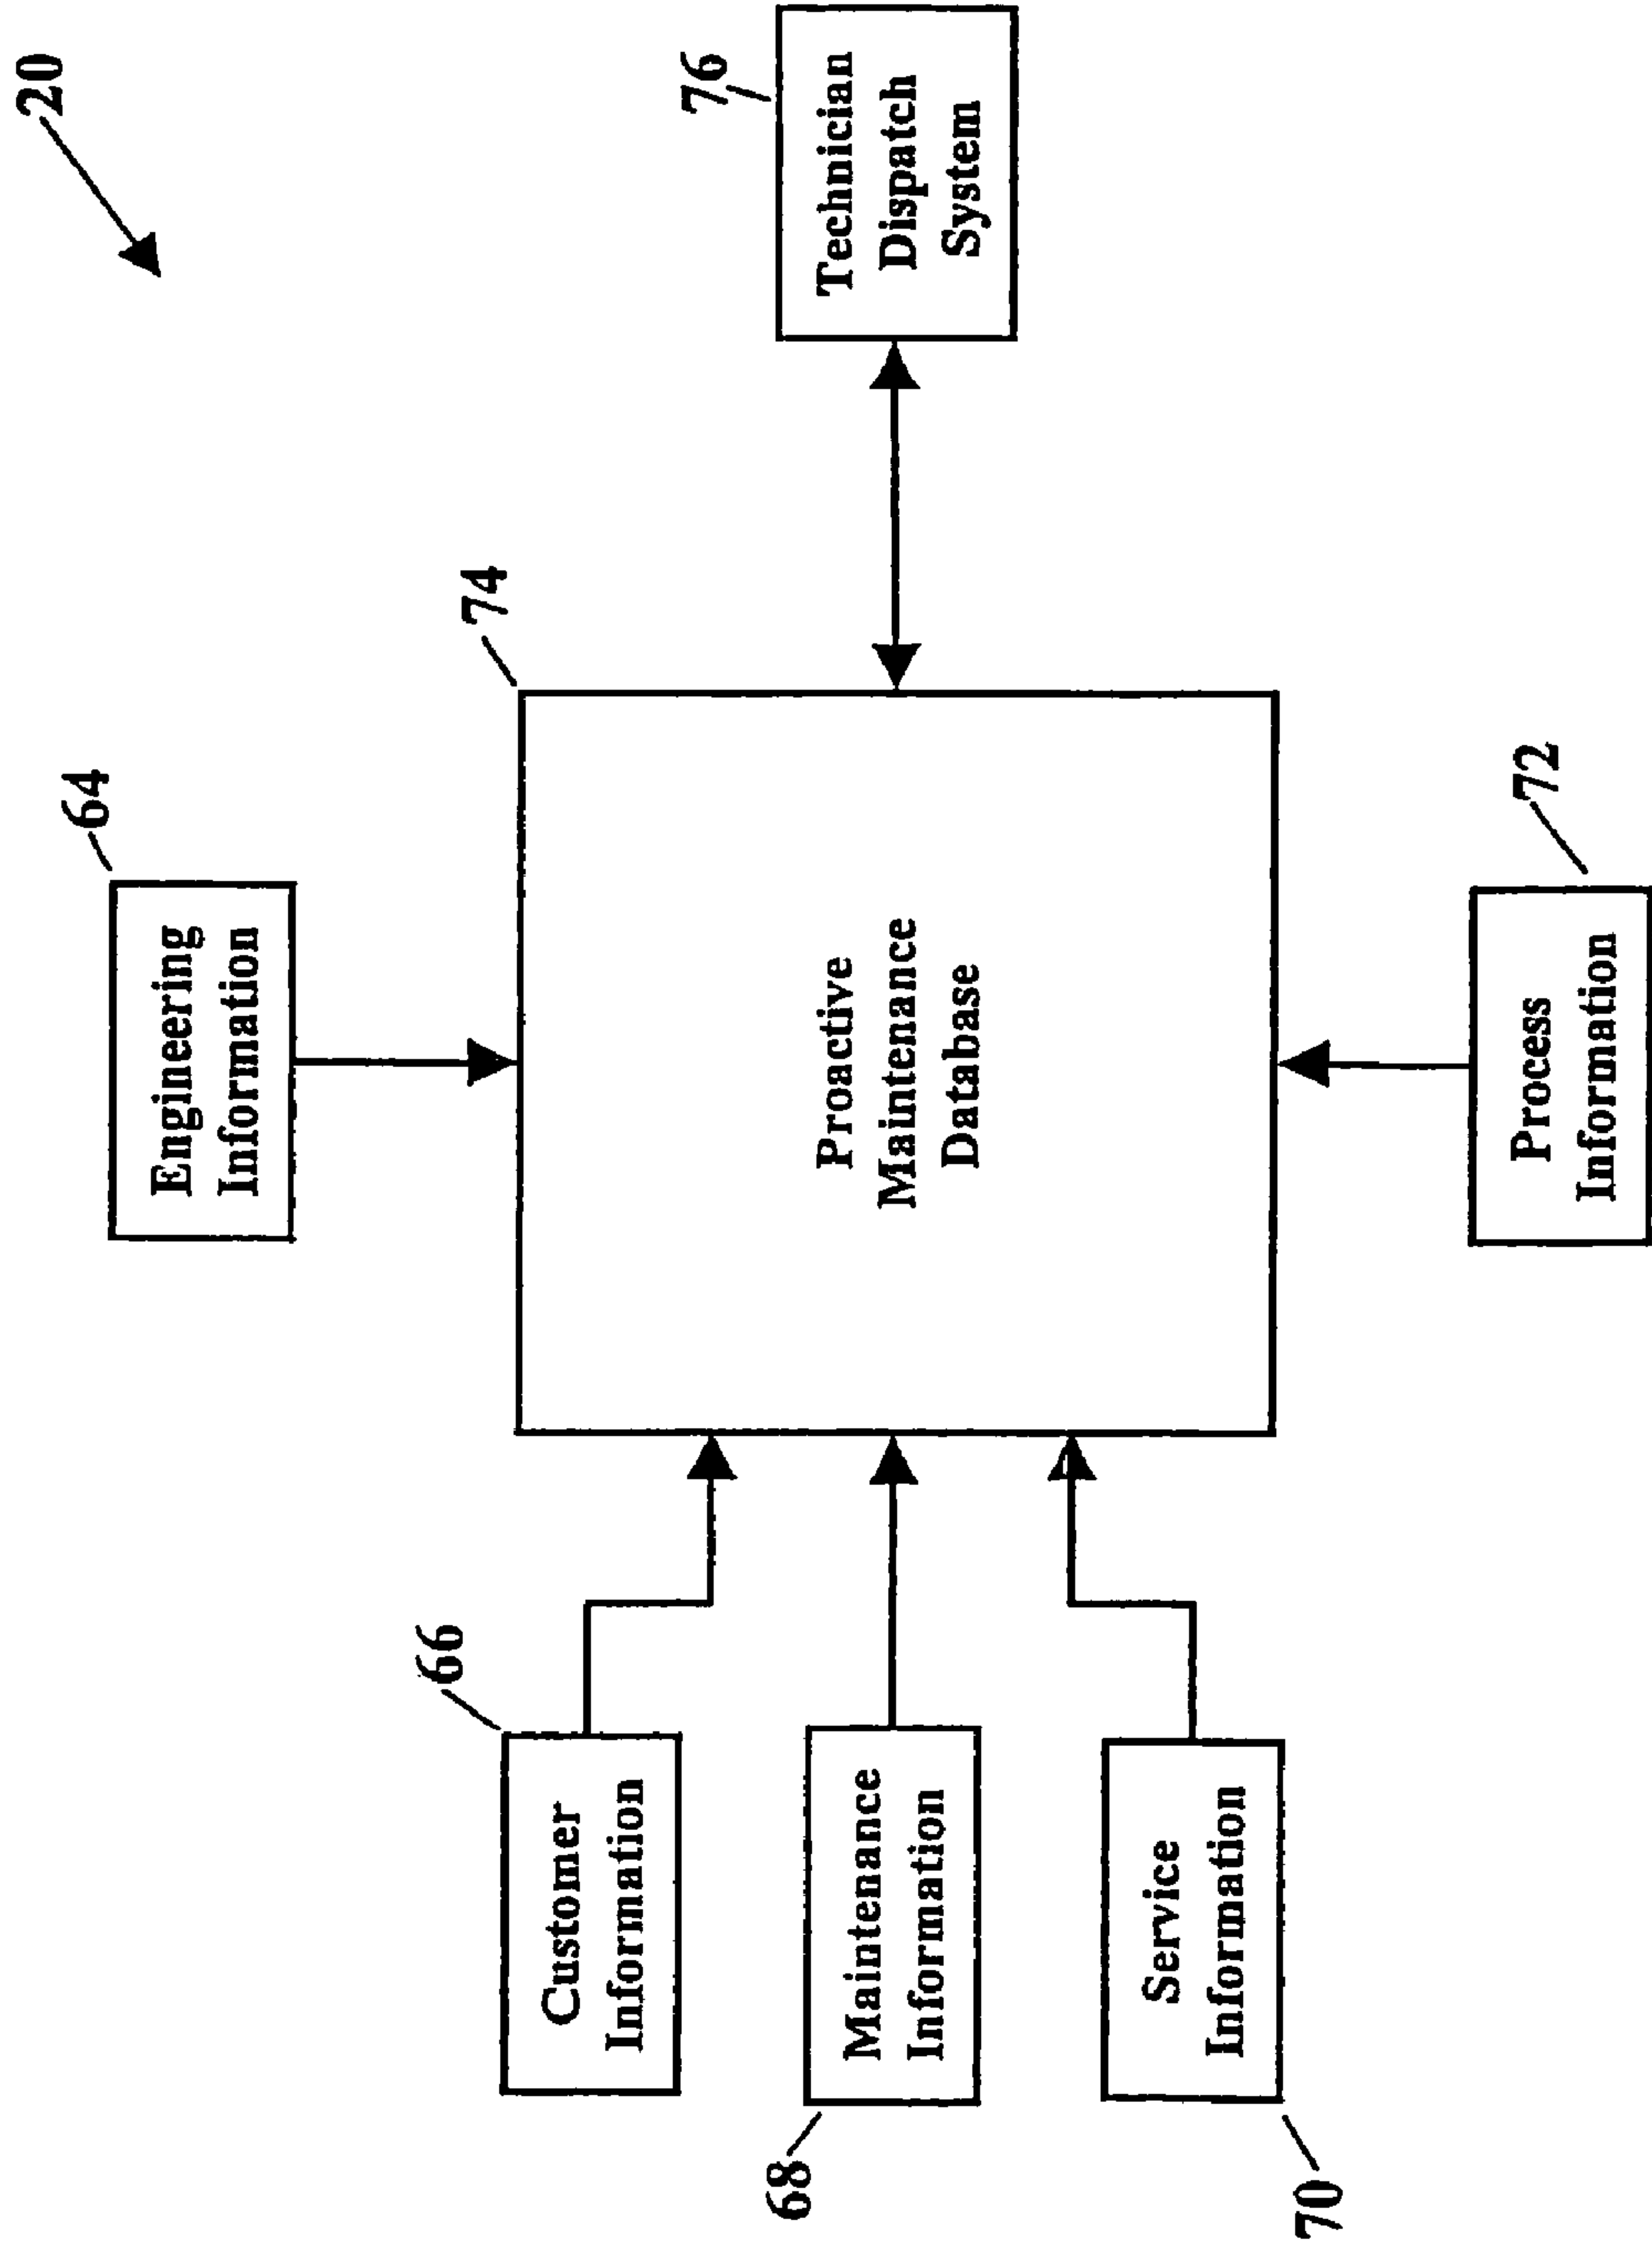 20
64
Engineering
Information
66
Customer
Information
74
Proactive
Maintenance
Database
76
Technician
Dispatch
System
68
Maintenance
Information
70
Service
Information
72
Process
Information